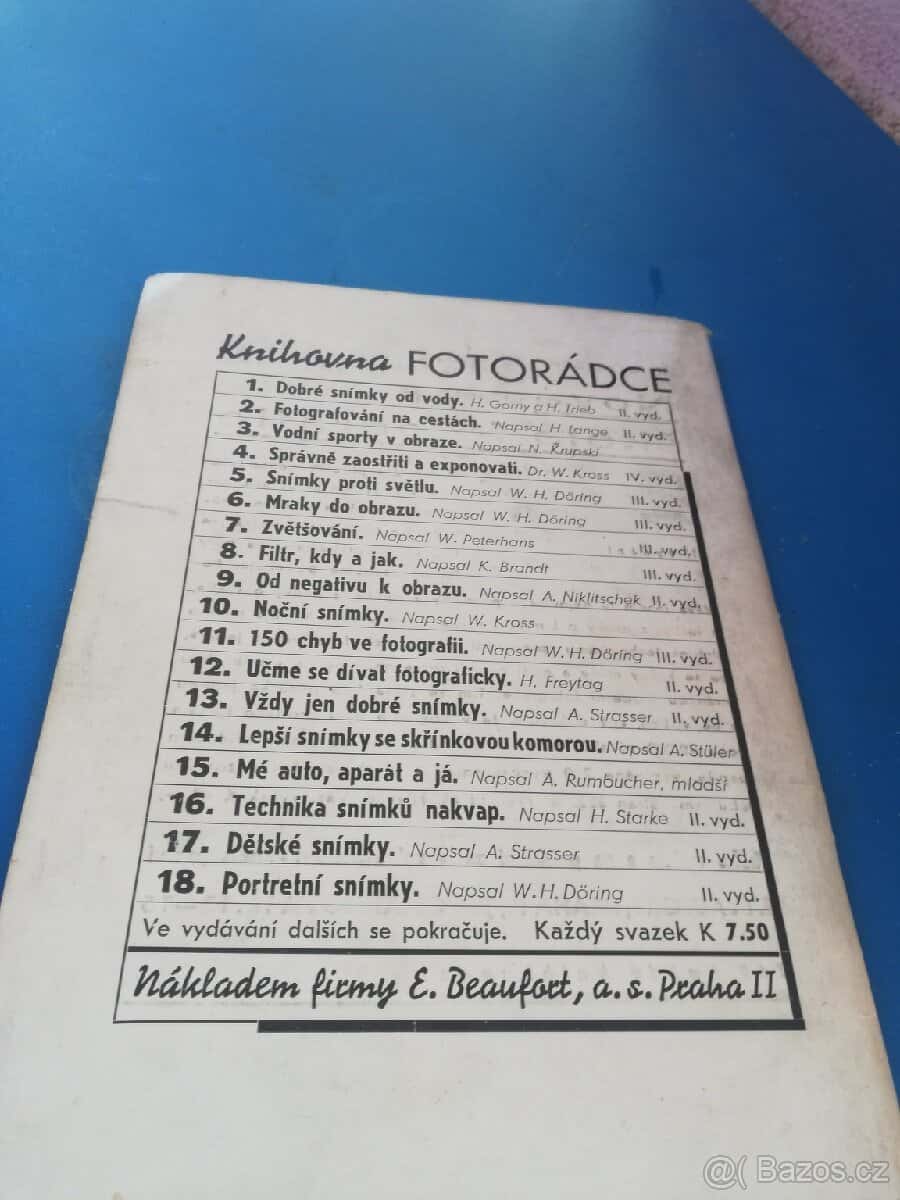 Knihovna FOTORÁDCE
1. Dobré snímky od vody. H. Gorny a H. Trieb II. vyd.
2. Fotografování na cestách. Napsal H. Lange II. vyd.
3. Vodní sporty v obraze. Napsal N. Krupski
4. Správně zaostřiti a exponovati. Dr. W. Kross IV. vyd.
5. Snímky proti světlu. Napsal W. H. Döring III. vyd.
6. Mraky do obrazu. Napsal W. H. Döring III. vyd.
7. Zvětšování. Napsal W. Peterhans III. vyd.
8. Filtr, kdy a jak. Napsal K. Brandt III. vyd.
9. Od negativu k obrazu. Napsal A. Niklitschek II. vyd.
10. Noční snímky. Napsal W. Kross
11. 150 chyb ve fotografii. Napsal W. H. Döring III. vyd.
12. Učme se dívat fotograficky. H. Freytag II. vyd.
13. Vždy jen dobré snímky. Napsal A. Strasser II. vyd.
14. Lepší snímky se skřínkovou komorou. Napsal A. Stüler
15. Mé auto, aparát a já. Napsal A. Rumbucher, mladší
16. Technika snímků nakvap. Napsal H. Starke II. vyd.
17. Dětské snímky. Napsal A. Strasser II. vyd.
18. Portretní snímky. Napsal W. H. Döring II. vyd.
Ve vydávání dalších se pokračuje. Každý svazek K 7.50
Nákladem firmy E. Beaufort, a. s. Praha II
@( Bazos.cz